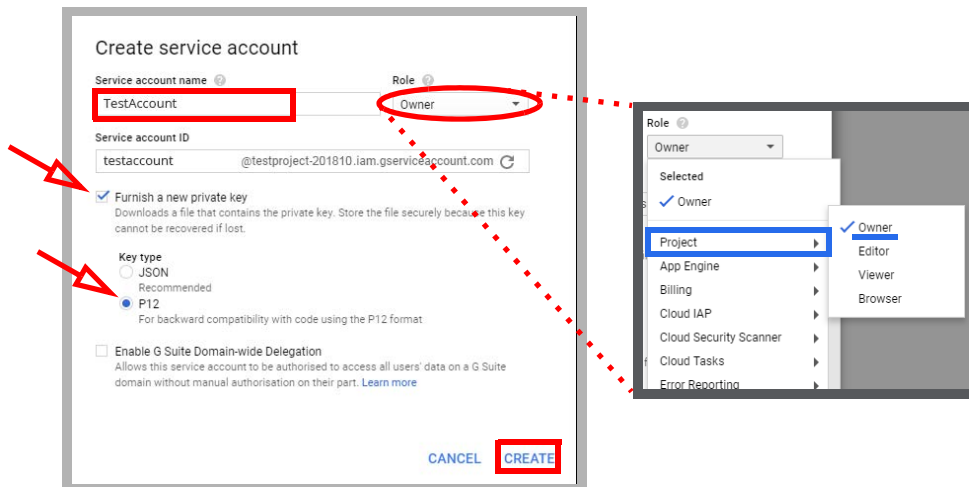 Create service account
Service account name Role
TestAccount Owner
Service account ID
testaccount @testproject-201810.iam.gserviceaccount.com
Furnish a new private key
Downloads a file that contains the private key. Store the file securely because this key
cannot be recovered if lost.
Key type
JSON
Recommended
P12
For backward compatibility with code using the P12 format
Enable G Suite Domain-wide Delegation
Allows this service account to be authorised to access all users' data on a G Suite
domain without manual authorisation on their part. Learn more
CANCEL CREATE
Role
Owner
Selected
Owner
Project
App Engine
Billing
Cloud IAP
Cloud Security Scanner
Cloud Tasks
Error Reporting
Owner
Editor
Viewer
Browser